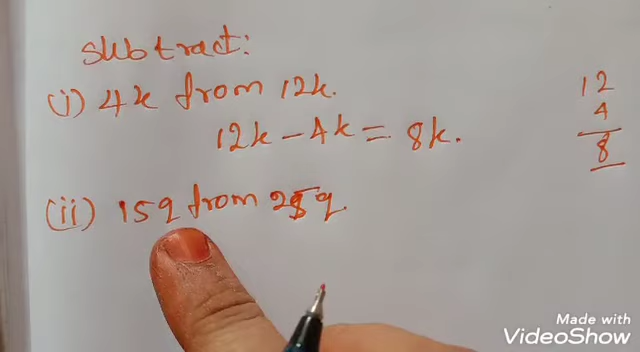 Subtract:
(i) 4k from 12k.
12k - 4k = 8k.
12
4
8
(ii) 15q from 25q.
Made with
VideoShow